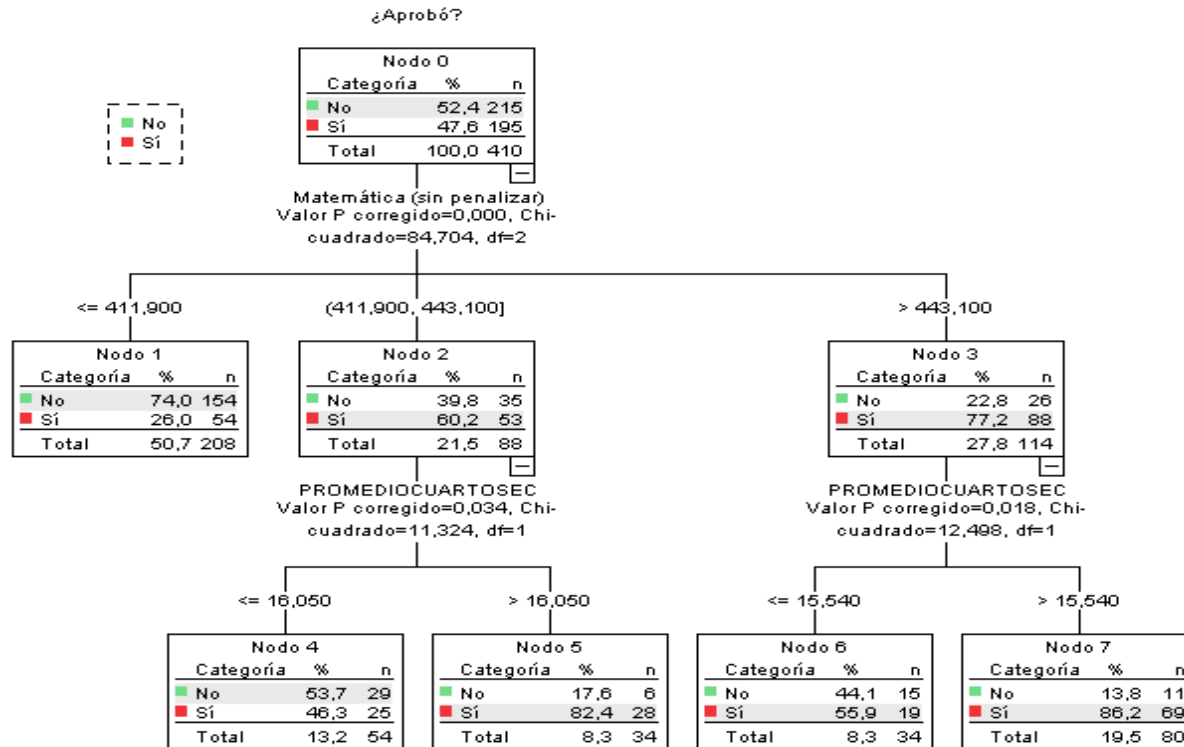 ¿Aprobó?
Nodo 0
Categoría % n
No 52,4 215
Sí 47,6 195
Total 100,0 410
No
Sí
Matemática (sin penalizar)
Valor P corregido=0,000, Chi-
cuadrado=84,704, df=2
<= 411,900
(411,900, 443,100]
> 443,100
Nodo 1
Categoría % n
No 74,0 154
Sí 26,0 54
Total 50,7 208
Nodo 2
Categoría % n
No 39,8 35
Sí 60,2 53
Total 21,5 88
Nodo 3
Categoría % n
No 22,8 26
Sí 77,2 88
Total 27,8 114
PROMEDIOCUARTOSEC
Valor P corregido=0,034, Chi-
cuadrado=11,324, df=1
PROMEDIOCUARTOSEC
Valor P corregido=0,018, Chi-
cuadrado=12,498, df=1
<= 16,050
> 16,050
<= 15,540
> 15,540
Nodo 4
Categoría % n
No 53,7 29
Sí 46,3 25
Total 13,2 54
Nodo 5
Categoría % n
No 17,6 6
Sí 82,4 28
Total 8,3 34
Nodo 6
Categoría % n
No 44,1 15
Sí 55,9 19
Total 8,3 34
Nodo 7
Categoría % n
No 13,8 11
Sí 86,2 69
Total 19,5 80